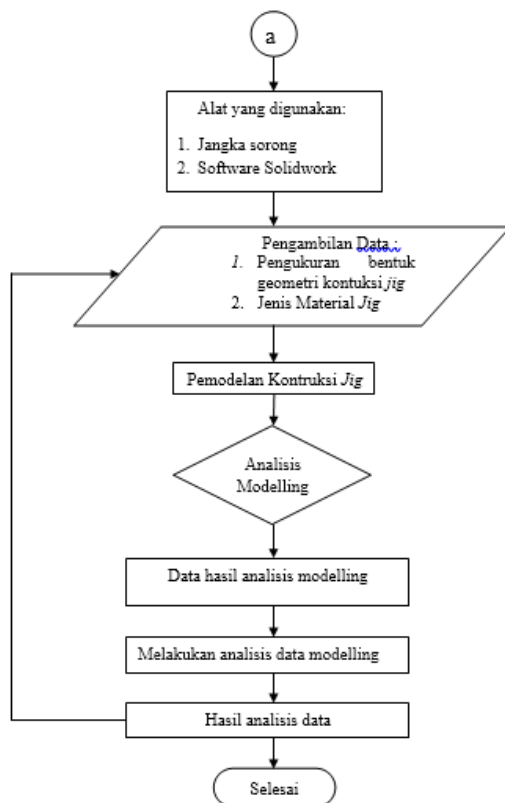 a
Alat yang digunakan:
1. Jangka sorong
2. Software Solidwork
Pengambilan Data :
1. Pengukuran bentuk
geometri kontuksi jig
2. Jenis Material Jig
Pemodelan Kontruksi Jig
Analisis
Modelling
Data hasil analisis modelling
Melakukan analisis data modelling
Hasil analisis data
Selesai